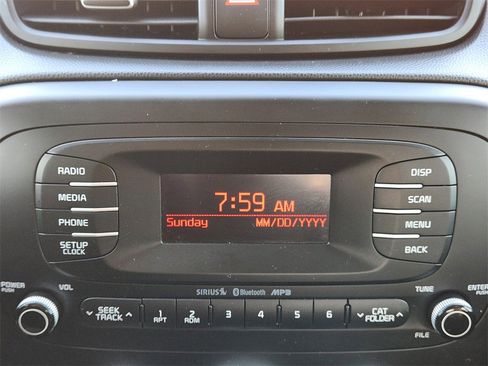 RADIO
MEDIA
PHONE
SETUP
CLOCK
7:59 AM
Sunday MM/DD/YYYY
DISP
SCAN
MENU
BACK
SIRIUS Bluetooth MP3
POWER
PUSH
VOL
SEEK
TRACK
1
RPT
2
RDM
3
4
5
6
CAT
FOLDER
TUNE
FILE
ENTER
PUSH